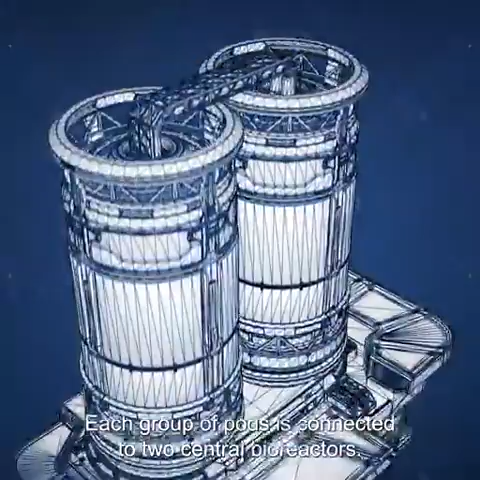 Each group of pods is connected
to two central bioreactors.